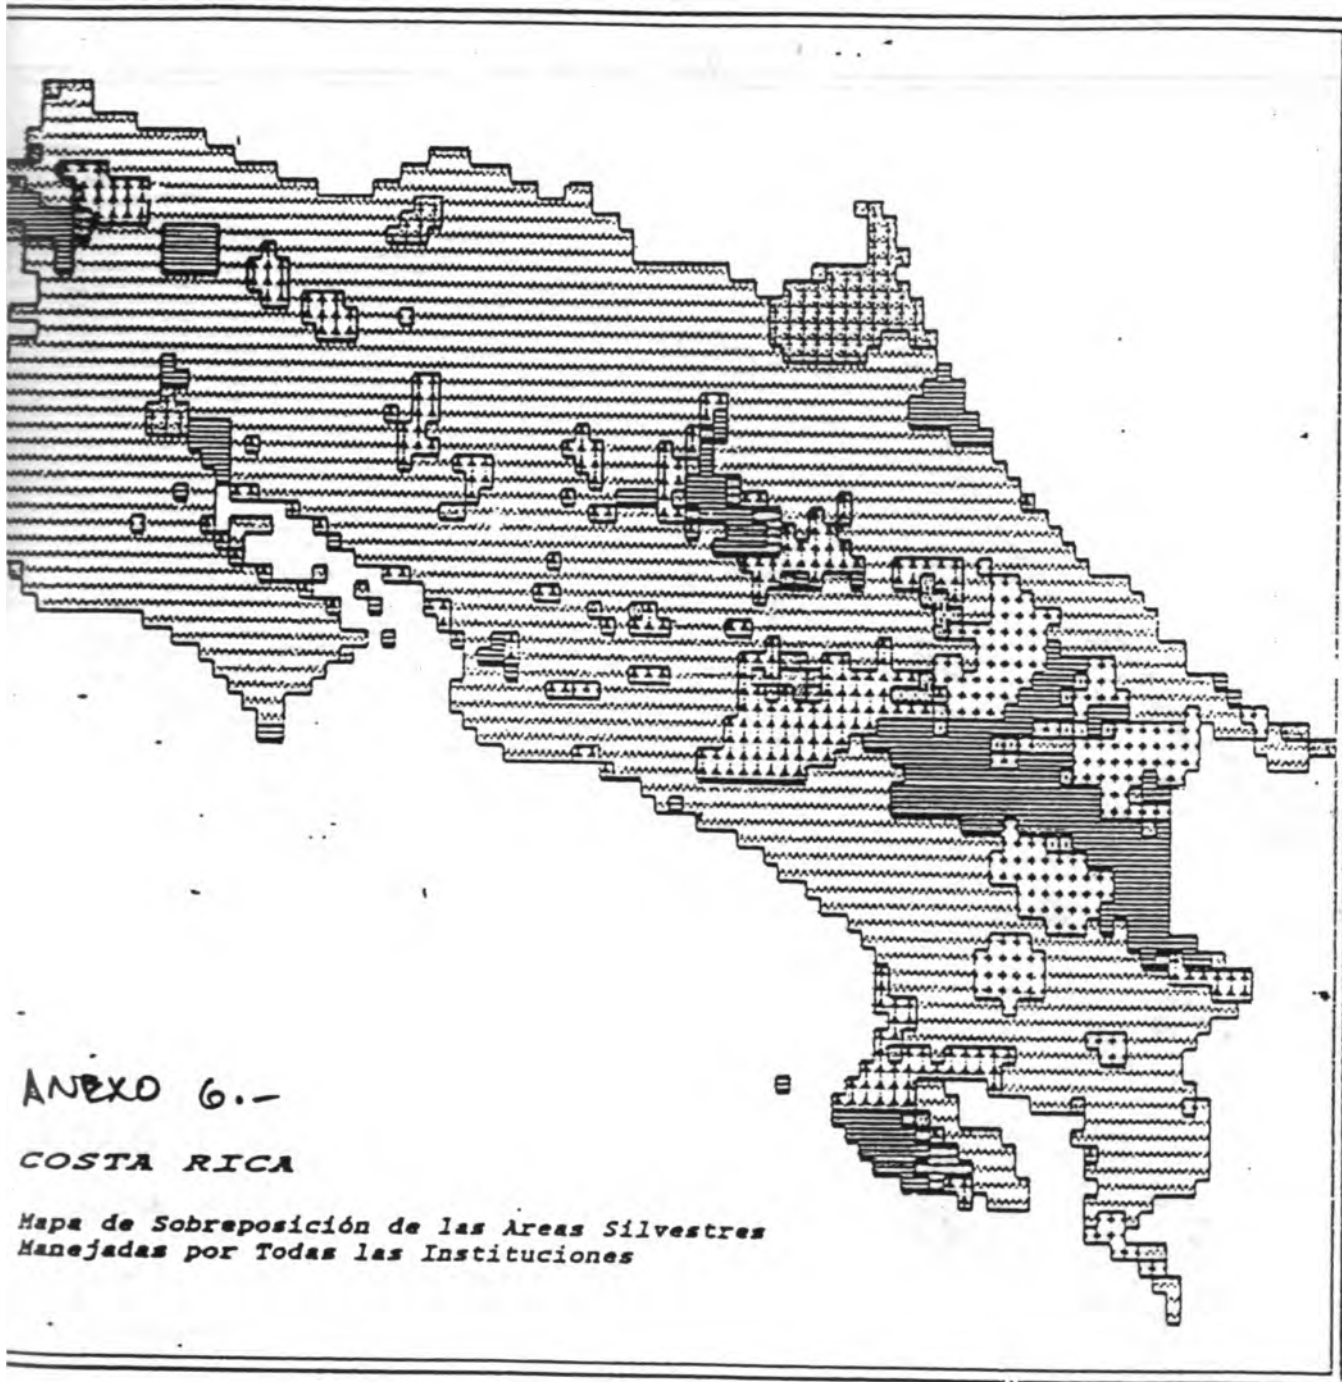 ANEXO 6.-
COSTA RICA
Mapa de Sobreposición de las Areas Silvestres
Manejadas por Todas las Instituciones